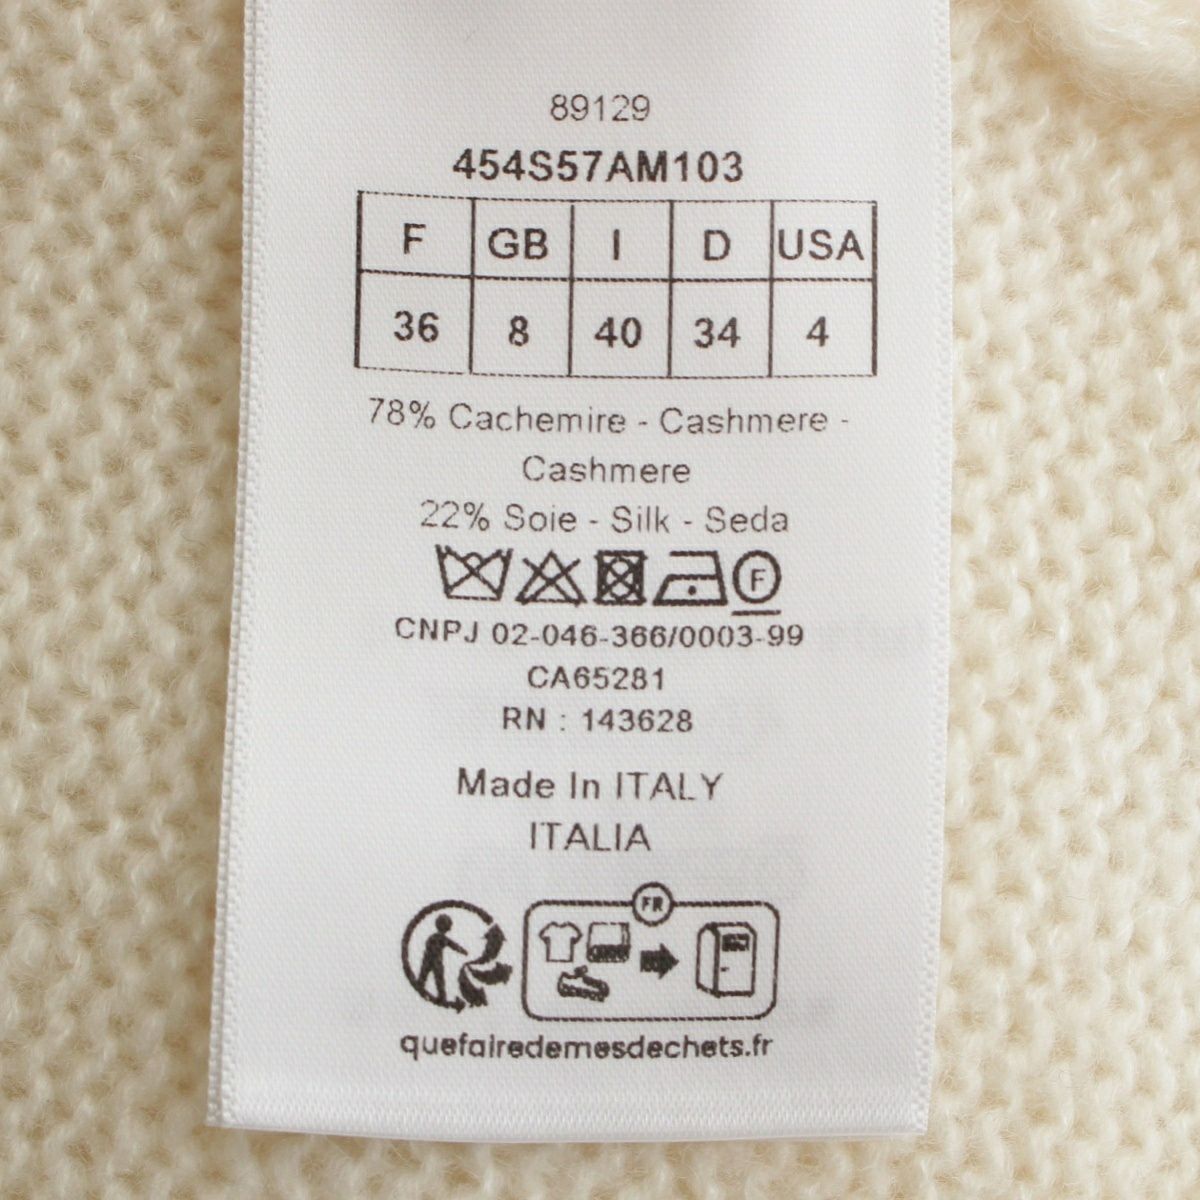 89129
454S57AM103
F GB I D USA
36 8 40 34 4
78% Cachemire - Cashmere -
Cashmere
22% Soie - Silk - Seda
F
CNPJ 02-046-366/0003-99
CA65281
RN : 143628
Made In ITALY
ITALIA
FR
quefairedemesdechets.fr